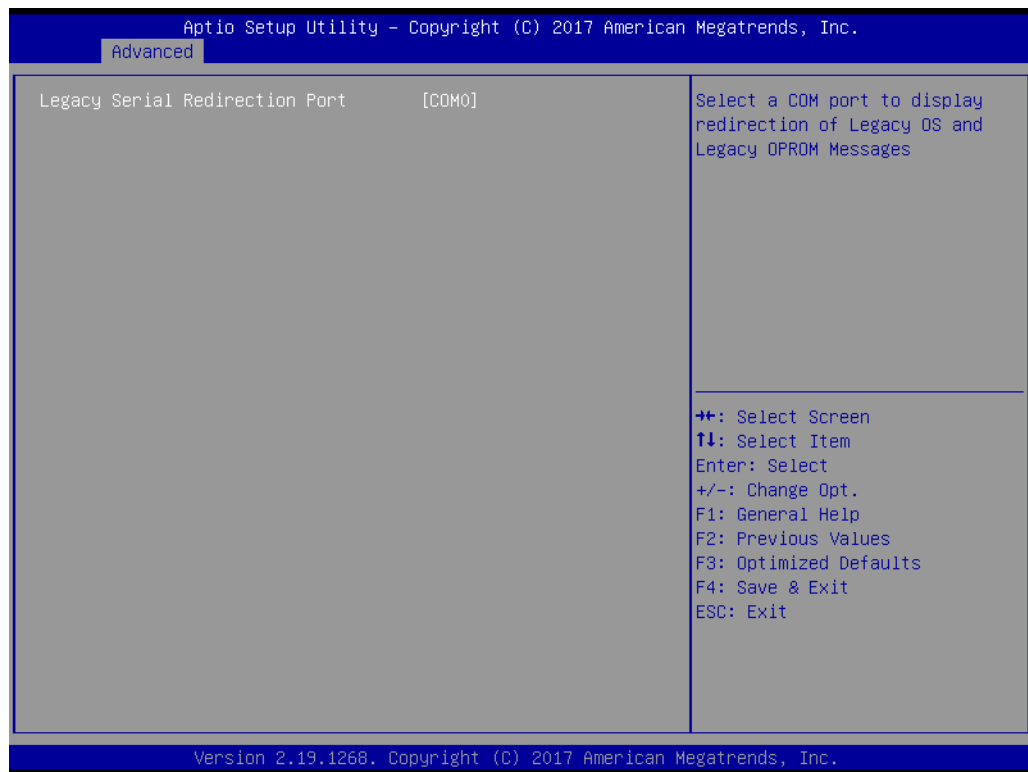 Aptio Setup Utility – Copyright (C) 2017 American Megatrends, Inc.
Advanced
Legacy Serial Redirection Port [COM0]
Select a COM port to display
redirection of Legacy OS and
Legacy OPROM Messages
→←: Select Screen
↑↓: Select Item
Enter: Select
+/-: Change Opt.
F1: General Help
F2: Previous Values
F3: Optimized Defaults
F4: Save & Exit
ESC: Exit
Version 2.19.1268. Copyright (C) 2017 American Megatrends, Inc.